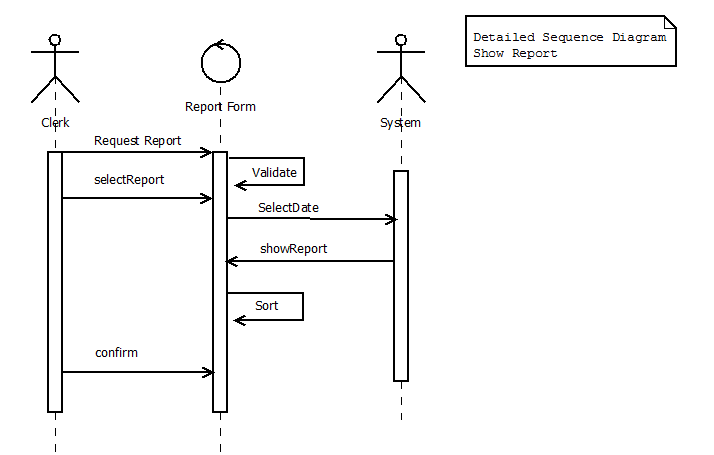 Detailed Sequence Diagram
Show Report
Report Form
Clerk
System
Request Report
Validate
selectReport
SelectDate
showReport
Sort
confirm